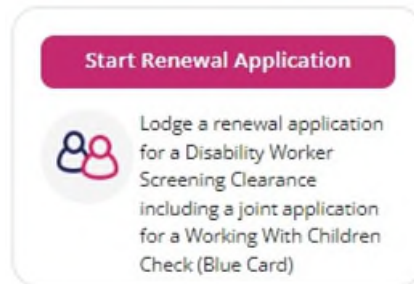 Start Renewal Application
Lodge a renewal application
for a Disability Worker
Screening Clearance
including a joint application
for a Working With Children
Check (Blue Card)